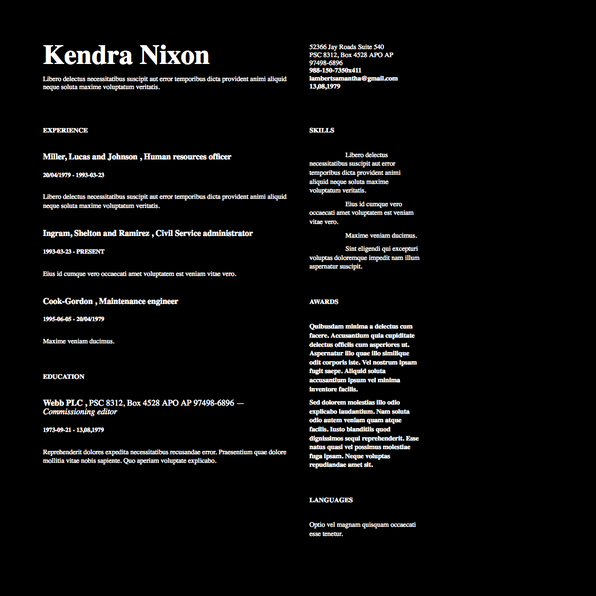 Kendra Nixon
Libero delectus necessitatibus suscipit aut error temporibus dicta provident animi aliquid
neque soluta maxime voluptatum veritatis.
52366 Jay Roads Suite 540
PSC 8312, Box 4528 APO AP
97498-6896
988-150-7350x411
lambertsamantha@gmail.com
13,08,1979
EXPERIENCE
Miller, Lucas and Johnson , Human resources officer
20/04/1979 - 1993-03-23
Libero delectus necessitatibus suscipit aut error temporibus dicta provident animi aliquid
neque soluta maxime voluptatum veritatis.
Ingram, Shelton and Ramirez , Civil Service administrator
1993-03-23 - PRESENT
Eius id cumque vero occaecati amet voluptatem est veniam vitae vero.
Cook-Gordon , Maintenance engineer
1995-06-05 - 20/04/1979
Maxime veniam ducimus.
EDUCATION
Webb PLC , PSC 8312, Box 4528 APO AP 97498-6896 —
Commissioning editor
1973-09-21 - 13,08,1979
Reprehenderit dolores expedita necessitatibus recusandae error. Praesentium quae dolore
mollitia vitae nobis sapiente. Quo aperiam voluptate explicabo.
SKILLS
Libero delectus
necessitatibus suscipit aut error
temporibus dicta provident animi
aliquid neque soluta maxime
voluptatum veritatis.
Eius id cumque vero
occaecati amet voluptatem est veniam
vitae vero.
Maxime veniam ducimus.
Sint eligendi qui excepturi
voluptas doloremque impedit nam illum
aspernatur suscipit.
AWARDS
Quibusdam minima a delectus cum
facere. Accusantium quia cupiditate
delectus officiis cum asperiores ut.
Aspernatur illo quae illo similique
odit corporis iste. Vel nostrum ipsam
fugit saepe. Aliquid soluta
accusantium ipsum vel minima
inventore facilis.
Sed dolorem molestias illo odio
explicabo laudantium. Nam soluta
odio autem veniam quam atque
facilis. Iusto blanditiis quod
dignissimos sequi reprehenderit. Esse
natus quasi vel possimus molestiae
fuga ipsam. Neque voluptas
repudiandae amet sit.
LANGUAGES
Optio vel magnam quisquam occaecati
esse tenetur.